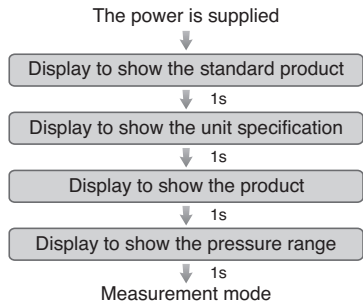 The power is supplied
Display to show the standard product
1s
Display to show the unit specification
1s
Display to show the product
1s
Display to show the pressure range
1s
Measurement mode